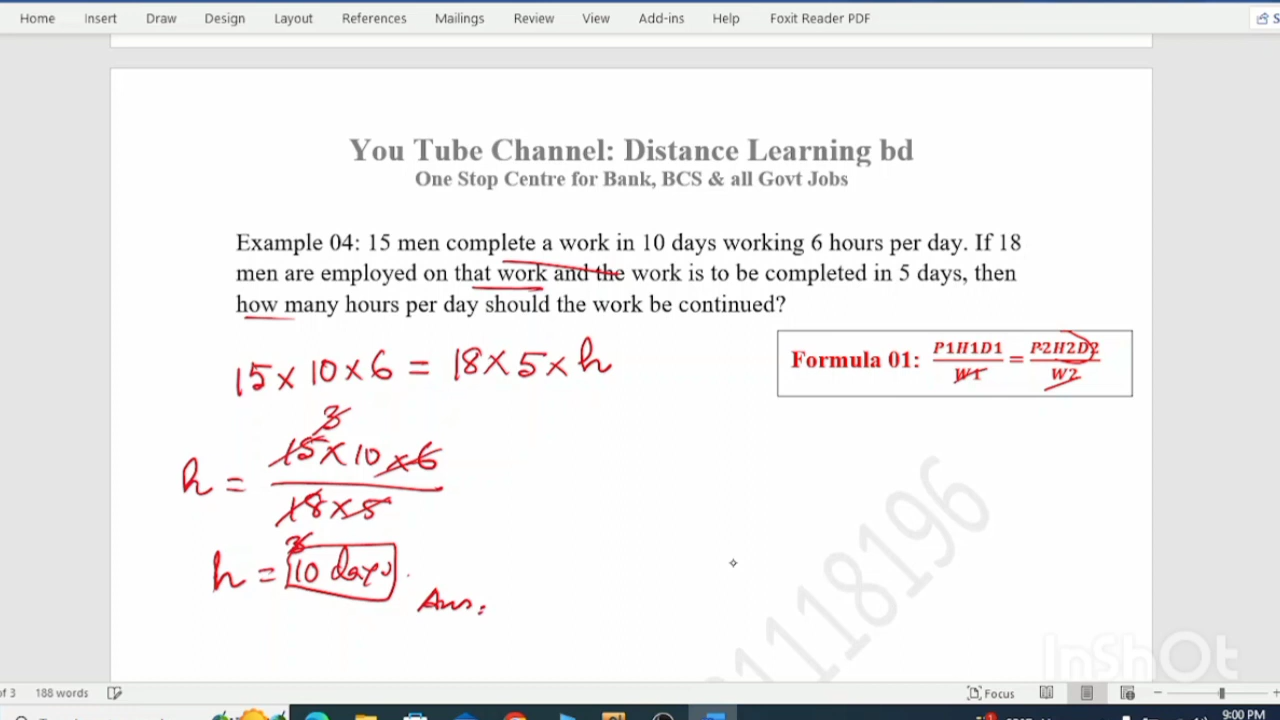 Home Insert Draw Design Layout References Mailings Review View Add-ins Help Foxit Reader PDF
You Tube Channel: Distance Learning bd
One Stop Centre for Bank, BCS & all Govt Jobs
Example 04: 15 men complete a work in 10 days working 6 hours per day. If 18
men are employed on that work and the work is to be completed in 5 days, then
how many hours per day should the work be continued?
Formula 01: P1H1D1/W1 = P2H2D2/W2
15 × 10 × 6 = 18 × 5 × h
3
h = 15 × 10 × 6 / 18 × 5
3
h = 10 days
Ans:
1118196
InShOt
of 3 188 words Focus
9:00 PM